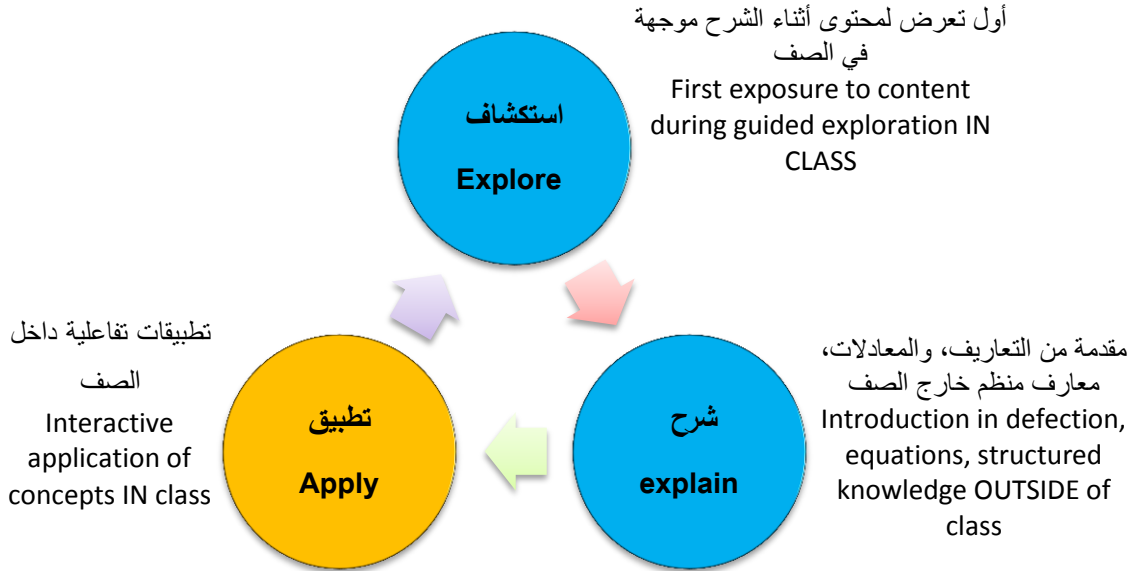 أول تعرض لمحتوى أثناء الشرح موجهة
في الصف
First exposure to content
during guided exploration IN
CLASS
استكشاف
Explore
مقدمة من التعاريف، والمعادلات،
معارف منظم خارج الصف
Introduction in defection,
equations, structured
knowledge OUTSIDE of
class
شرح
explain
تطبيقات تفاعلية داخل
الصف
Interactive
application of
concepts IN class
تطبيق
Apply